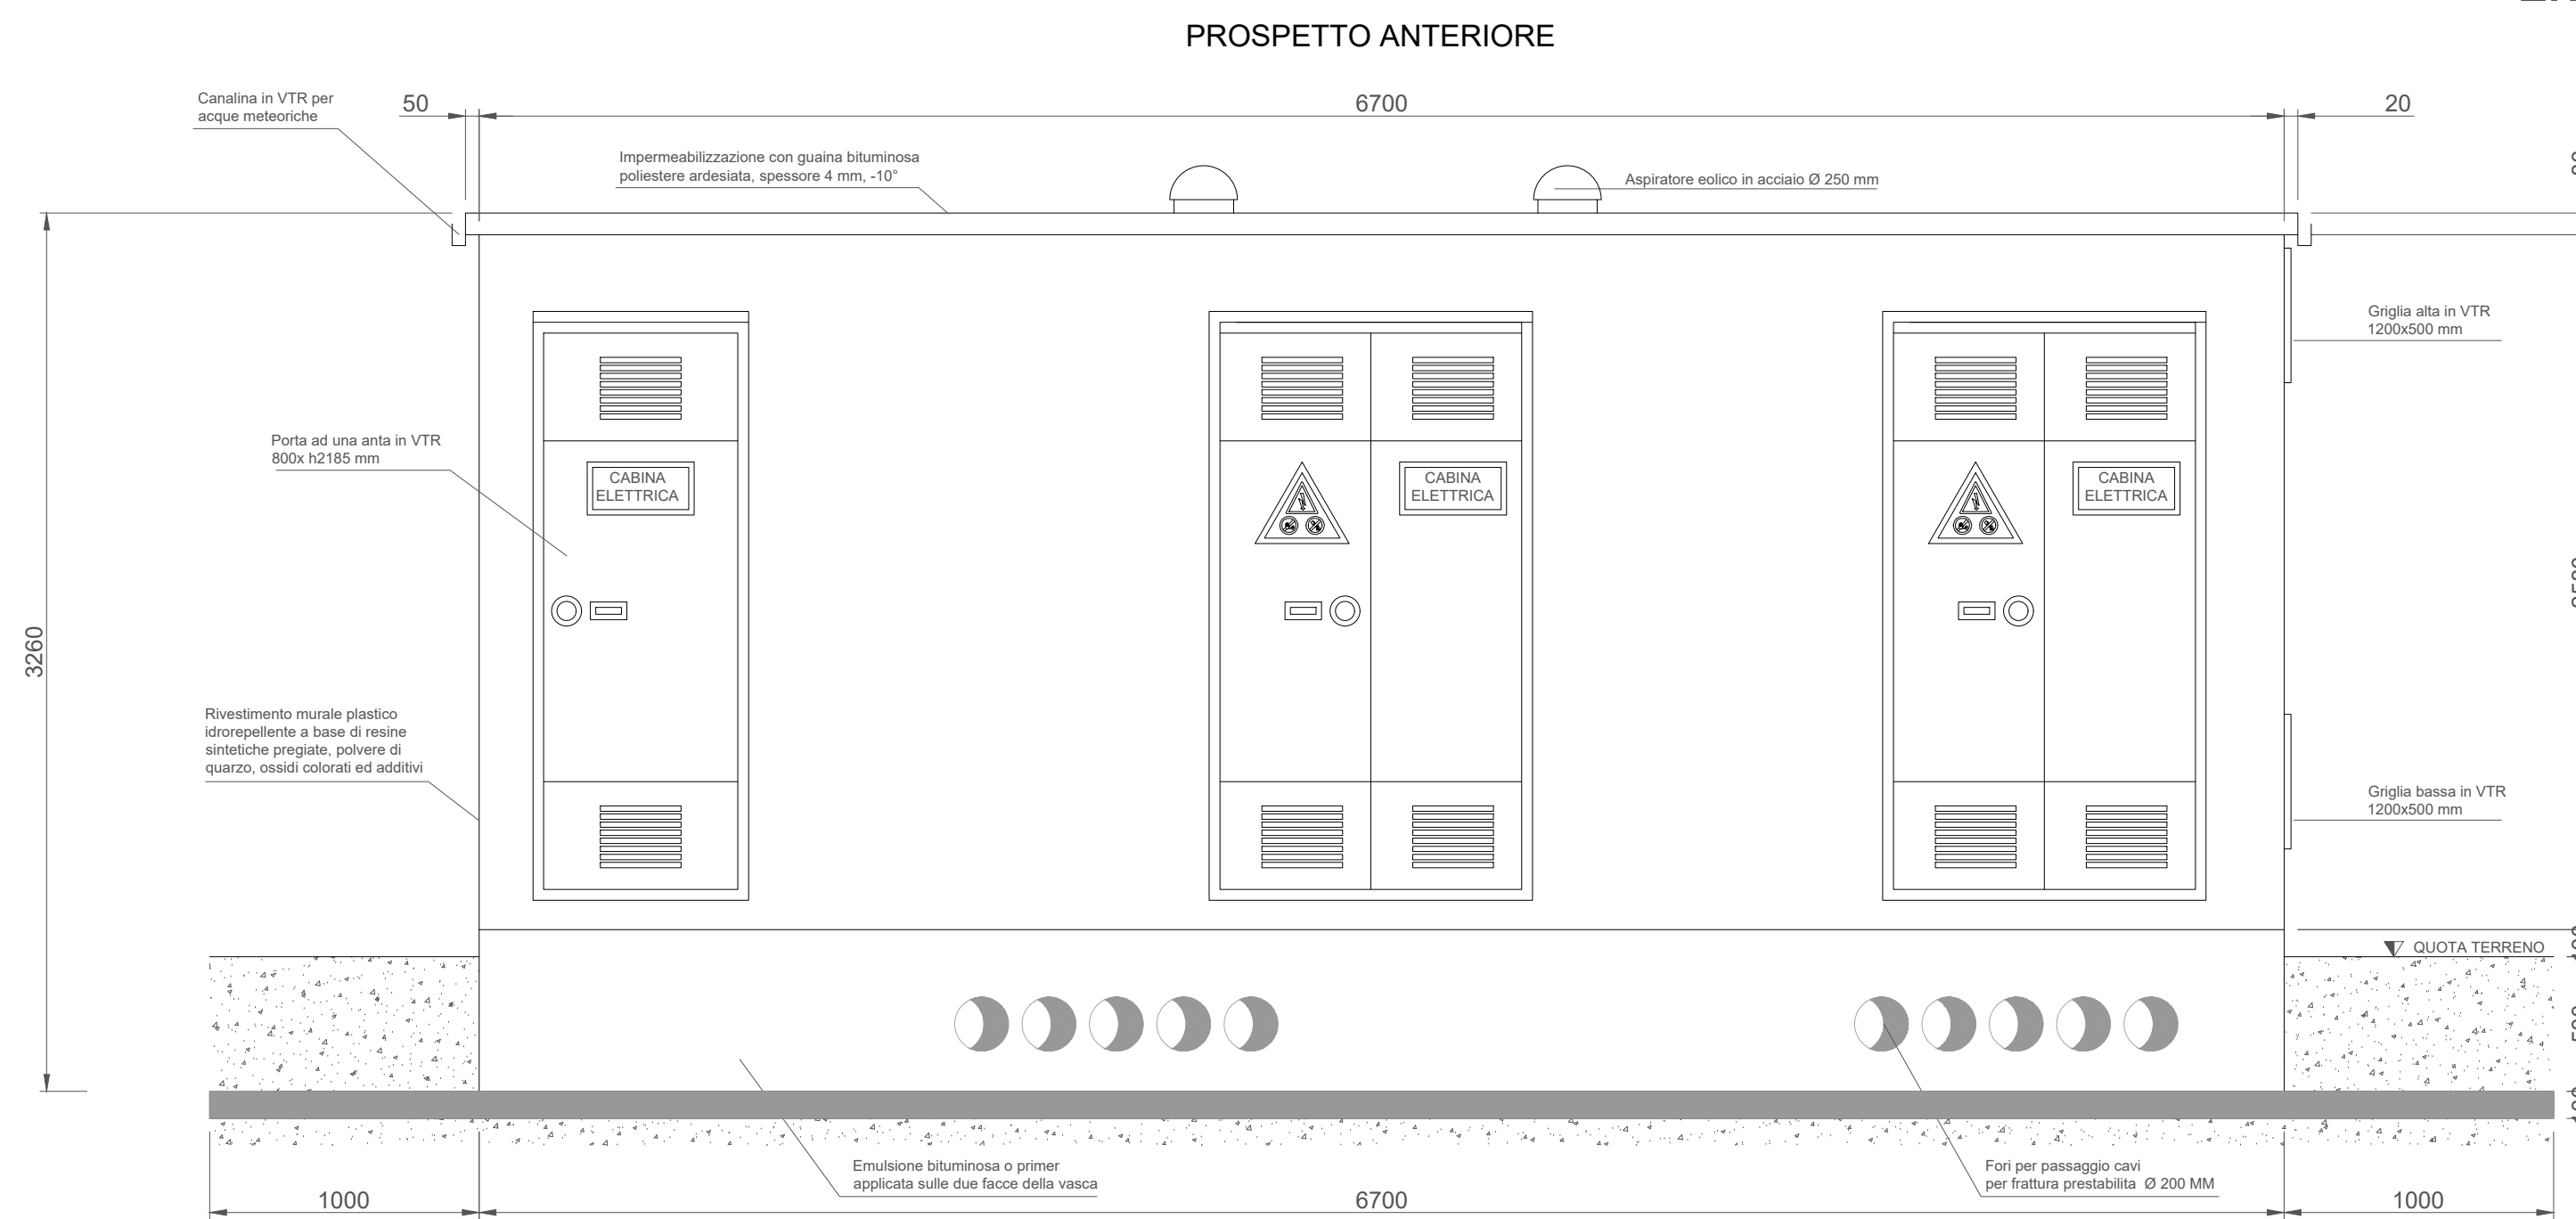 PROSPETTO ANTERIORE
Canalina in VTR per
acque meteoriche
50
6700
20
Impermeabilizzazione con guaina bituminosa
poliestere ardesiata, spessore 4 mm, -10°
Aspiratore eolico in acciaio Ø 250 mm
Griglia alta in VTR
1200x500 mm
Porta ad una anta in VTR
800x h2185 mm
CABINA
ELETTRICA
CABINA
ELETTRICA
CABINA
ELETTRICA
3260
Rivestimento murale plastico
idrorepellente a base di resine
sintetiche pregiate, polvere di
quarzo, ossidi colorati ed additivi
Griglia bassa in VTR
1200x500 mm
QUOTA TERRENO
Emulsione bituminosa o primer
applicata sulle due facce della vasca
Fori per passaggio cavi
per frattura prestabilita Ø 200 MM
1000
6700
1000